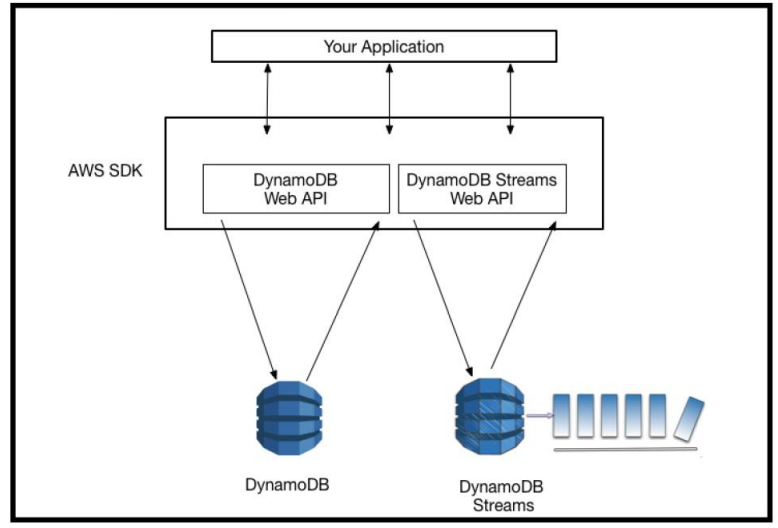 Your Application
AWS SDK
DynamoDB
Web API
DynamoDB Streams
Web API
DynamoDB
DynamoDB
Streams